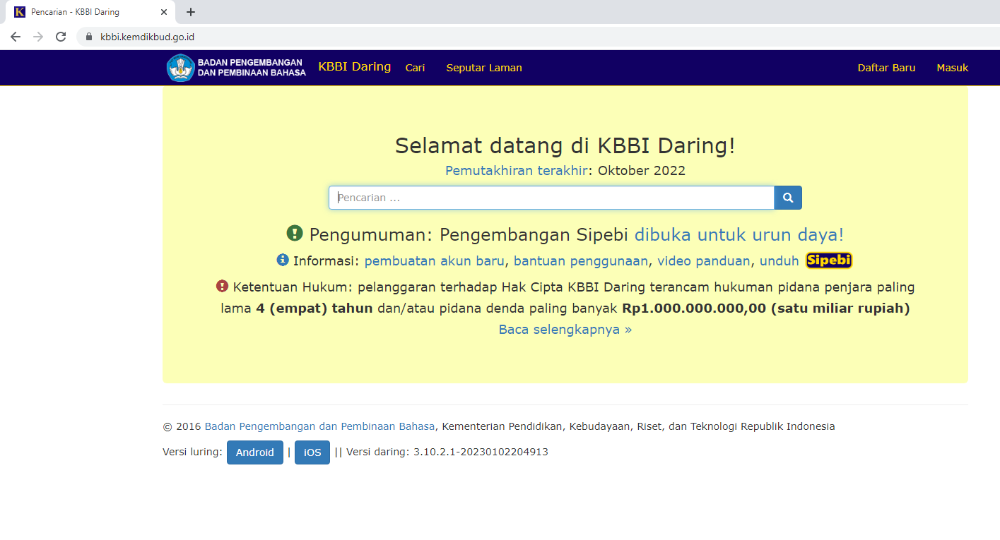 Pencarian - KBBI Daring
kbbi.kemdikbud.go.id
BADAN PENGEMBANGAN
DAN PEMBINAAN BAHASA
KBBI Daring Cari Seputar Laman Daftar Baru Masuk
Selamat datang di KBBI Daring!
Pemutakhiran terakhir: Oktober 2022
Pencarian ...
Pengumuman: Pengembangan Sipebi dibuka untuk urun daya!
Informasi: pembuatan akun baru, bantuan penggunaan, video panduan, unduh Sipebi
Ketentuan Hukum: pelanggaran terhadap Hak Cipta KBBI Daring terancam hukuman pidana penjara paling
lama 4 (empat) tahun dan/atau pidana denda paling banyak Rp1.000.000.000,00 (satu miliar rupiah)
Baca selengkapnya »
© 2016 Badan Pengembangan dan Pembinaan Bahasa, Kementerian Pendidikan, Kebudayaan, Riset, dan Teknologi Republik Indonesia
Versi luring: Android | iOS || Versi daring: 3.10.2.1-20230102204913